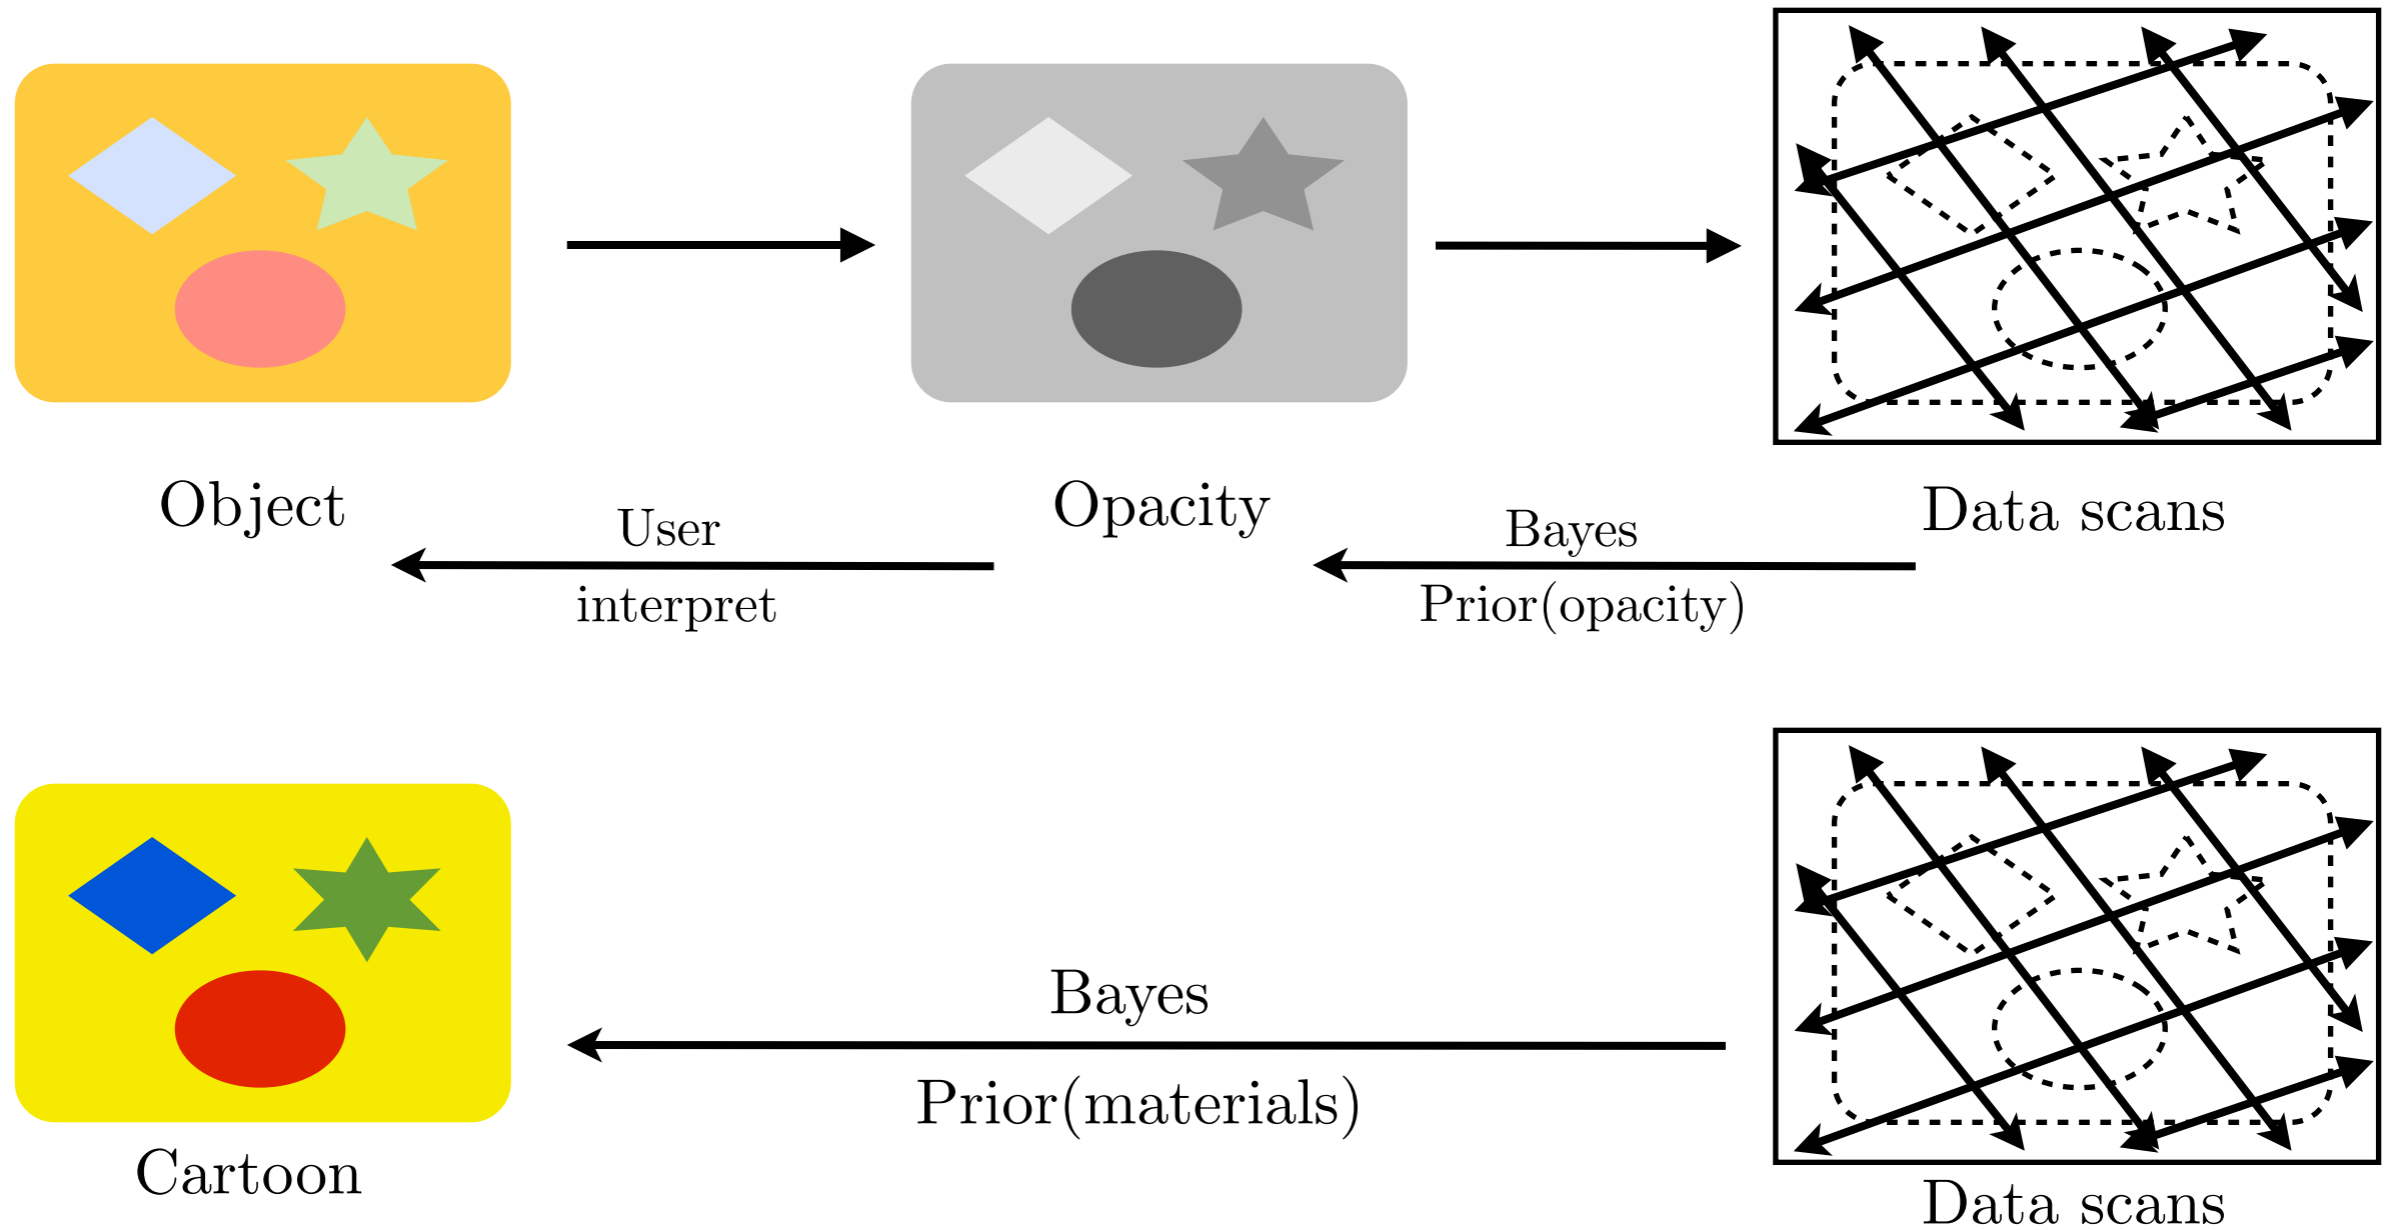 Object
Opacity
Data scans
User
interpret
Bayes
Prior(opacity)
Bayes
Prior(materials)
Cartoon
Data scans